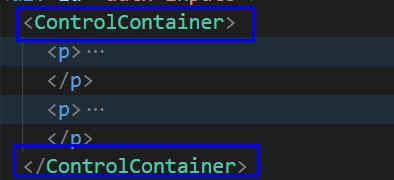 <ControlContainer>
<p>…
</p>
<p>…
</p>
</ControlContainer>